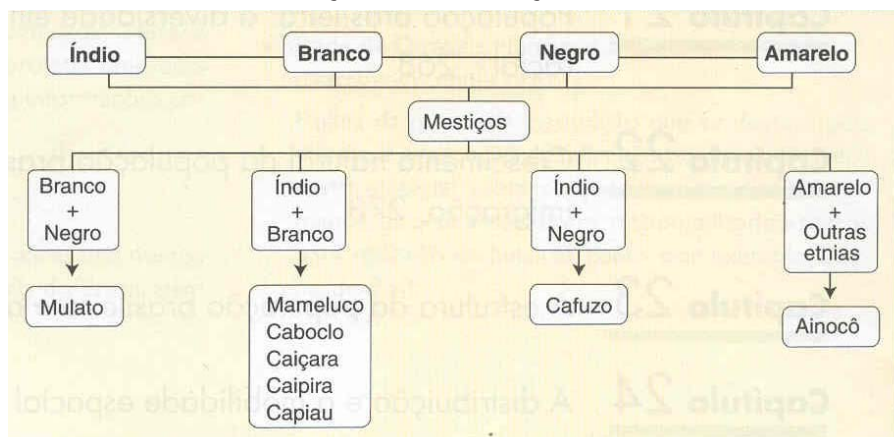 Índio
Branco
Negro
Amarelo
Mestiços
Branco
+
Negro
Mulato
Índio
+
Branco
Mameluco
Caboclo
Caiçara
Caipira
Capiau
Índio
+
Negro
Cafuzo
Amarelo
+
Outras
etnias
Ainocô